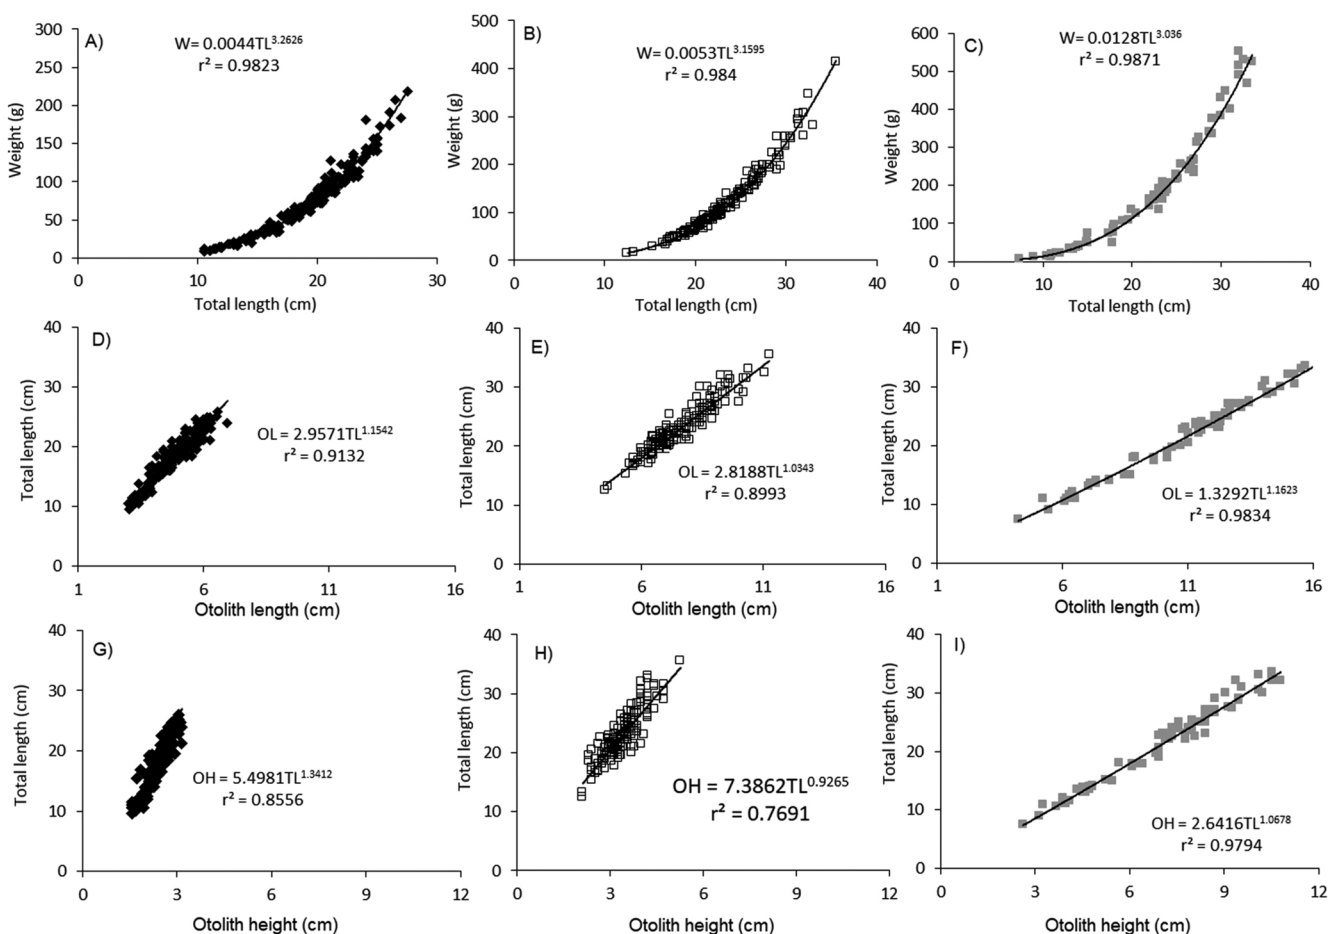 A)
W= 0.0044TL^3.2626
r² = 0.9823
Weight (g)
300
250
200
150
100
50
0
0 10 20 30
Total length (cm)
B)
W= 0.0053TL^3.1595
r² = 0.984
Weight (g)
500
400
300
200
100
0
0 10 20 30 40
Total length (cm)
C)
W= 0.0128TL^3.036
r² = 0.9871
Weight (g)
600
500
400
300
200
100
0
0 10 20 30 40
Total length (cm)
D)
OL = 2.9571TL^1.1542
r² = 0.9132
Total length (cm)
40
30
20
10
0
1 6 11 16
Otolith length (cm)
E)
OL = 2.8188TL^1.0343
r² = 0.8993
Total length (cm)
40
30
20
10
0
1 6 11 16
Otolith length (cm)
F)
OL = 1.3292TL^1.1623
r² = 0.9834
Total length (cm)
40
30
20
10
0
1 6 11 16
Otolith length (cm)
G)
OH = 5.4981TL^1.3412
r² = 0.8556
Total length (cm)
40
30
20
10
0
0 3 6 9 12
Otolith height (cm)
H)
OH = 7.3862TL^0.9265
r² = 0.7691
Total length (cm)
40
30
20
10
0
0 3 6 9 12
Otolith height (cm)
I)
OH = 2.6416TL^1.0678
r² = 0.9794
Total length (cm)
40
30
20
10
0
0 3 6 9 12
Otolith height (cm)